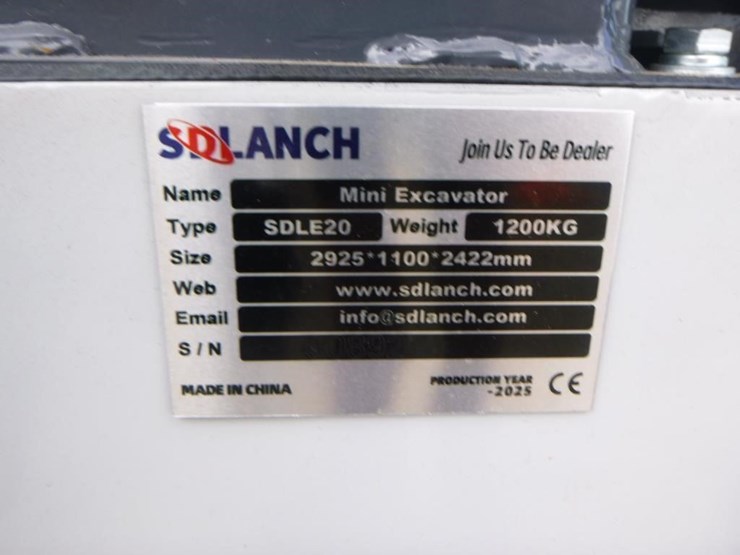 SDLANCH
Join Us To Be Dealer
Name Mini Excavator
Type SDLE20 Weight 1200KG
Size 2925*1100*2422mm
Web www.sdlanch.com
Email info@sdlanch.com
S/N
MADE IN CHINA
PRODUCTION YEAR
-2025 CE